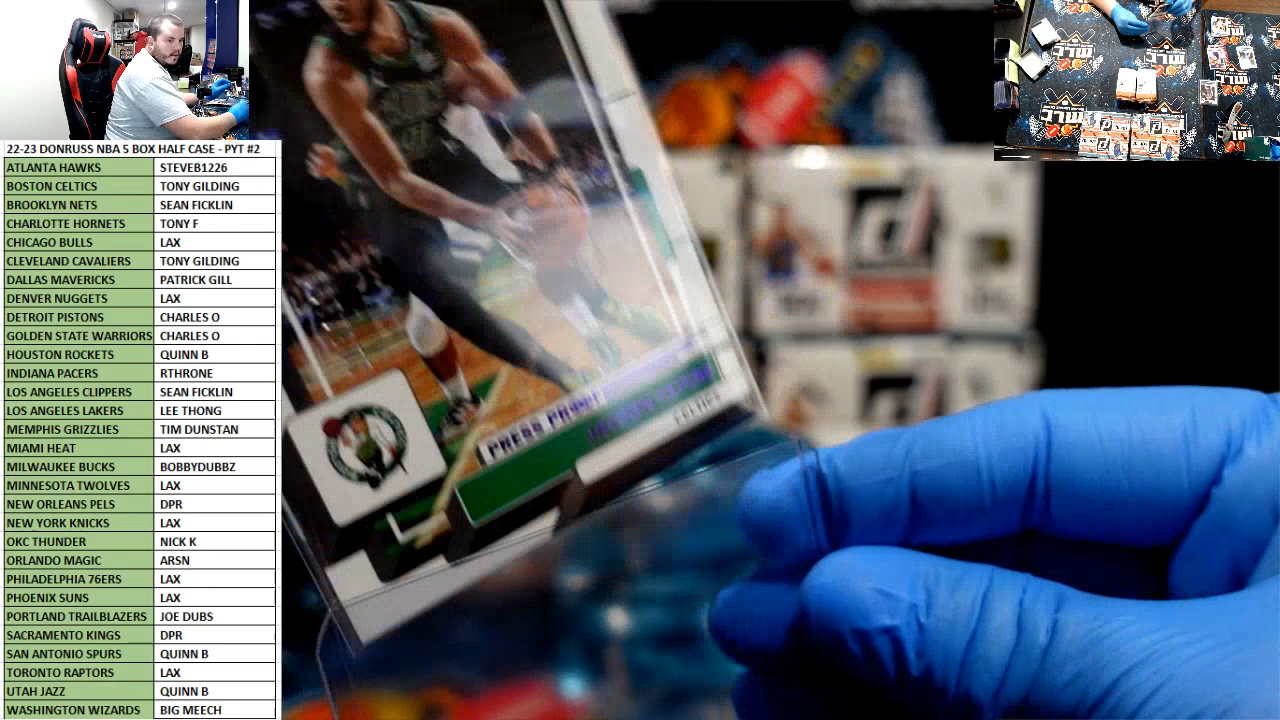 22-23 DONRUSS NBA 5 BOX HALF CASE - PYT #2
ATLANTA HAWKS STEVEB1226
BOSTON CELTICS TONY GILDING
BROOKLYN NETS SEAN FICKLIN
CHARLOTTE HORNETS TONY F
CHICAGO BULLS LAX
CLEVELAND CAVALIERS TONY GILDING
DALLAS MAVERICKS PATRICK GILL
DENVER NUGGETS LAX
DETROIT PISTONS CHARLES O
GOLDEN STATE WARRIORS CHARLES O
HOUSTON ROCKETS QUINN B
INDIANA PACERS RTHRONE
LOS ANGELES CLIPPERS SEAN FICKLIN
LOS ANGELES LAKERS LEE THONG
MEMPHIS GRIZZLIES TIM DUNSTAN
MIAMI HEAT LAX
MILWAUKEE BUCKS BOBBYDUBBZ
MINNESOTA TWOLVES LAX
NEW ORLEANS PELS DPR
NEW YORK KNICKS LAX
OKC THUNDER NICK K
ORLANDO MAGIC ARSN
PHILADELPHIA 76ERS LAX
PHOENIX SUNS LAX
PORTLAND TRAILBLAZERS JOE DUBS
SACRAMENTO KINGS DPR
SAN ANTONIO SPURS QUINN B
TORONTO RAPTORS LAX
UTAH JAZZ QUINN B
WASHINGTON WIZARDS BIG MEECH
PRESS PROOF
CELTICS
MLC
MLC
MLC